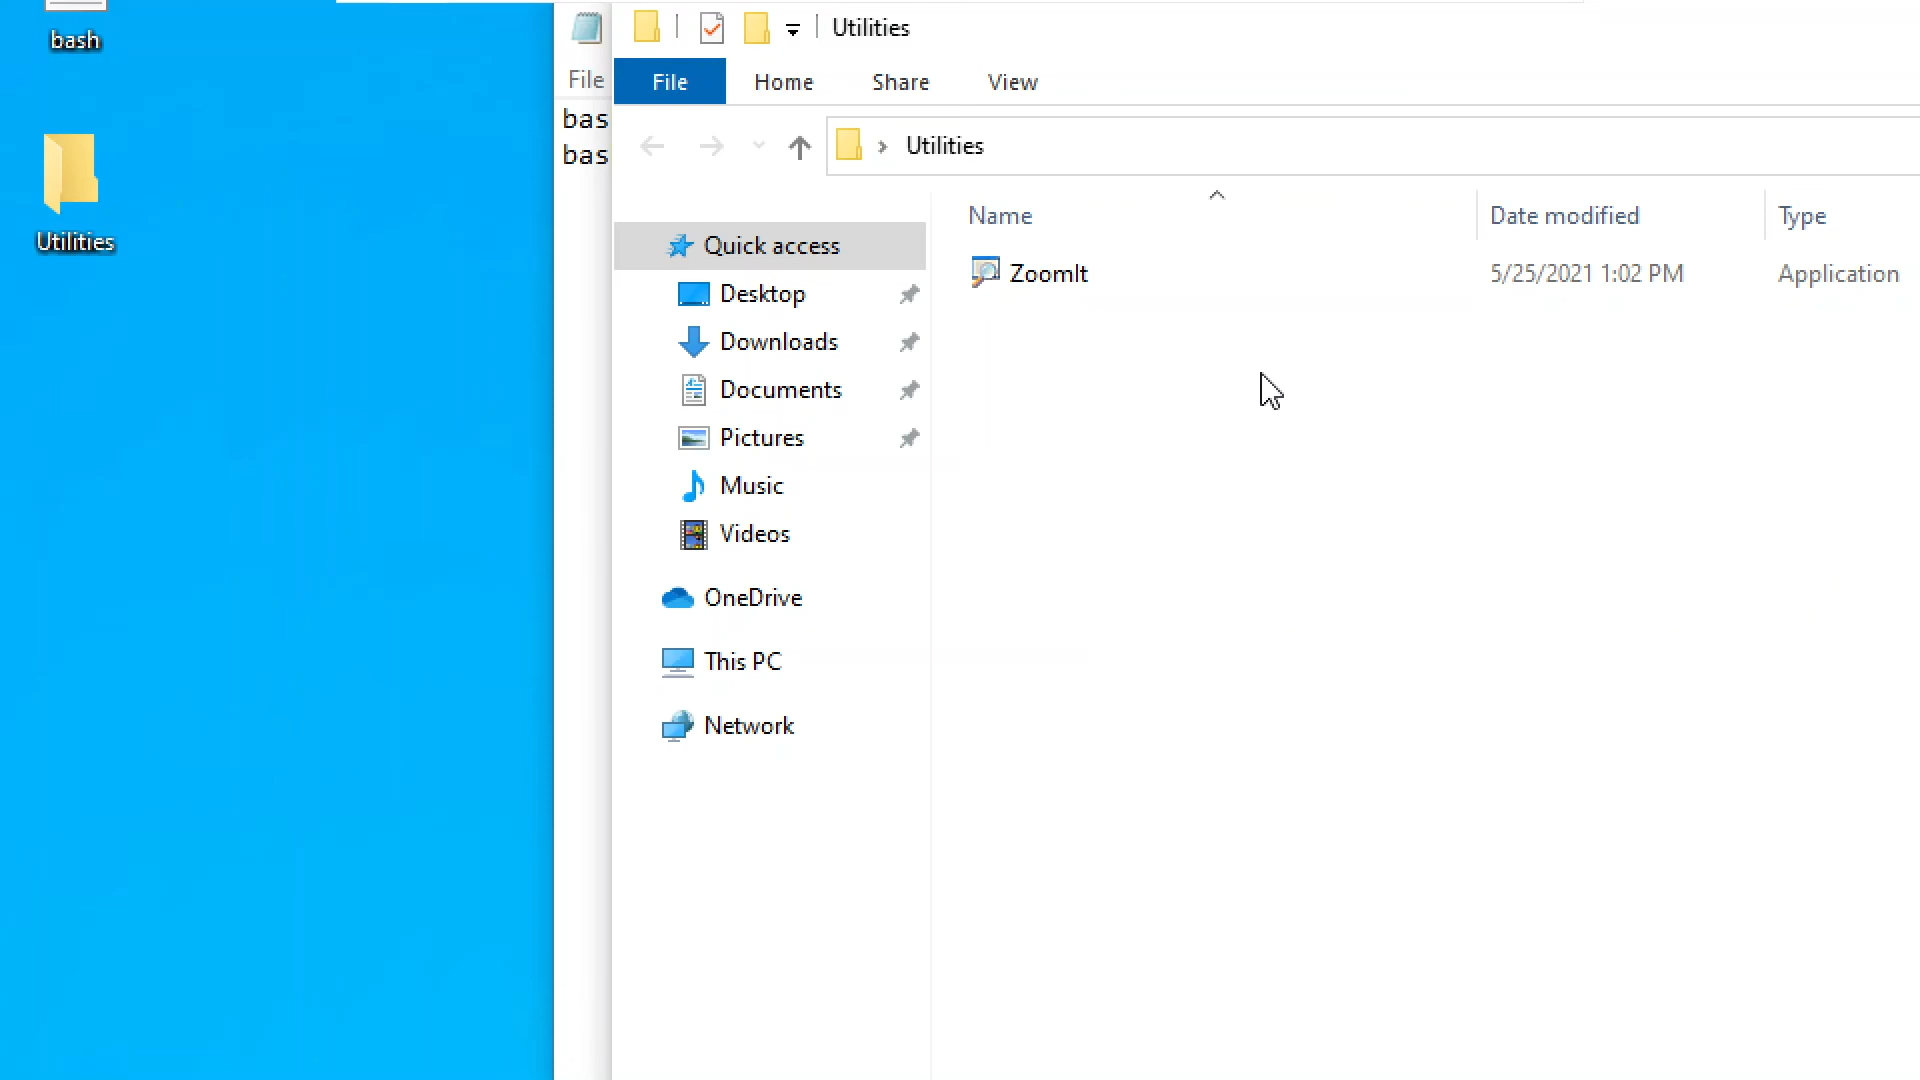 bash
Utilities
Utilities
File
File
Home
Share
View
bas
bas
Utilities
Name
Date modified
Type
ZoomIt
5/25/2021 1:02 PM
Application
Quick access
Desktop
Downloads
Documents
Pictures
Music
Videos
OneDrive
This PC
Network